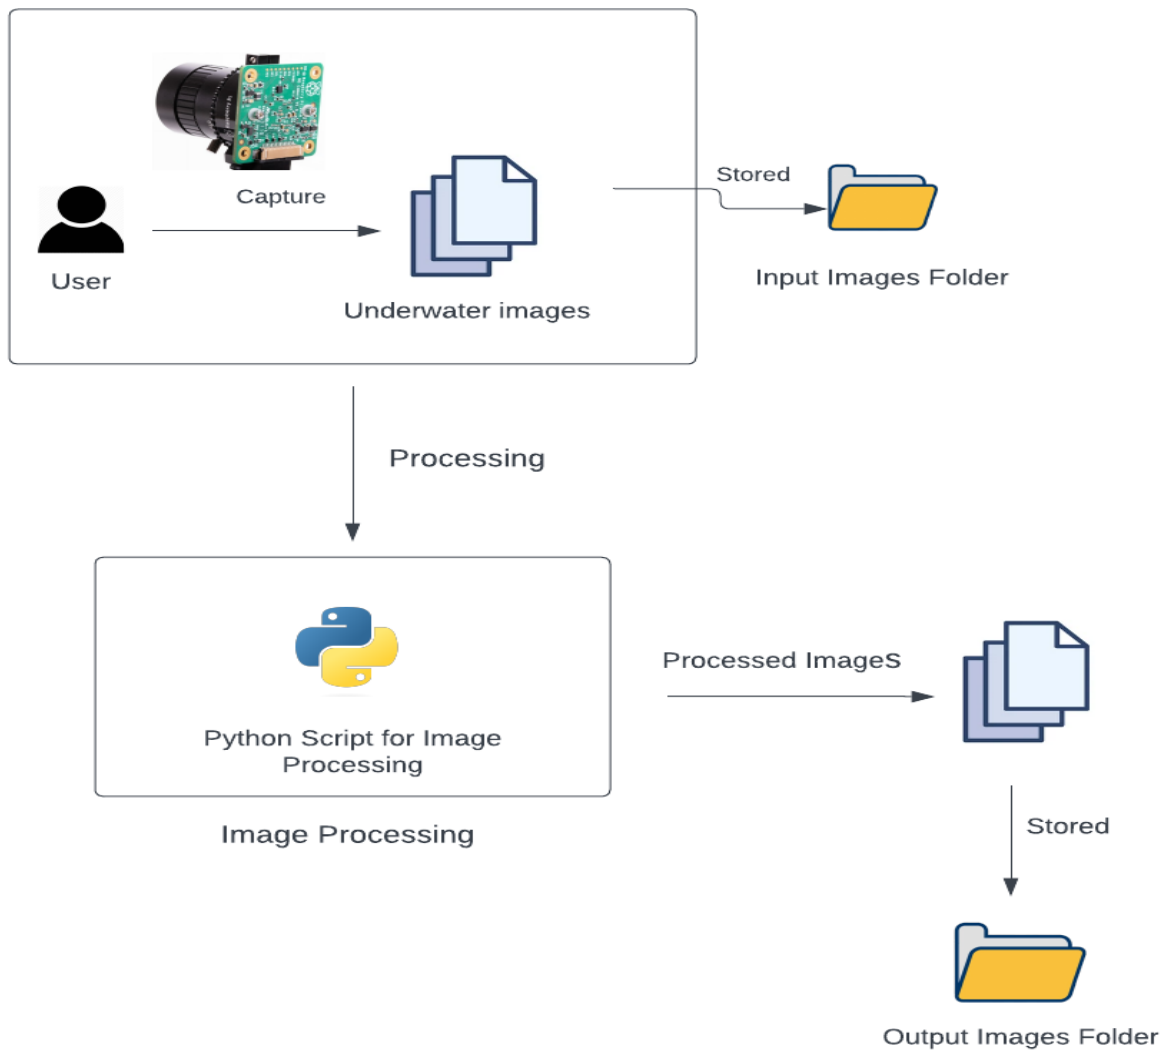 Capture
Stored
User
Input Images Folder
Underwater images
Processing
Processed ImageS
Python Script for Image
Processing
Image Processing
Stored
Output Images Folder